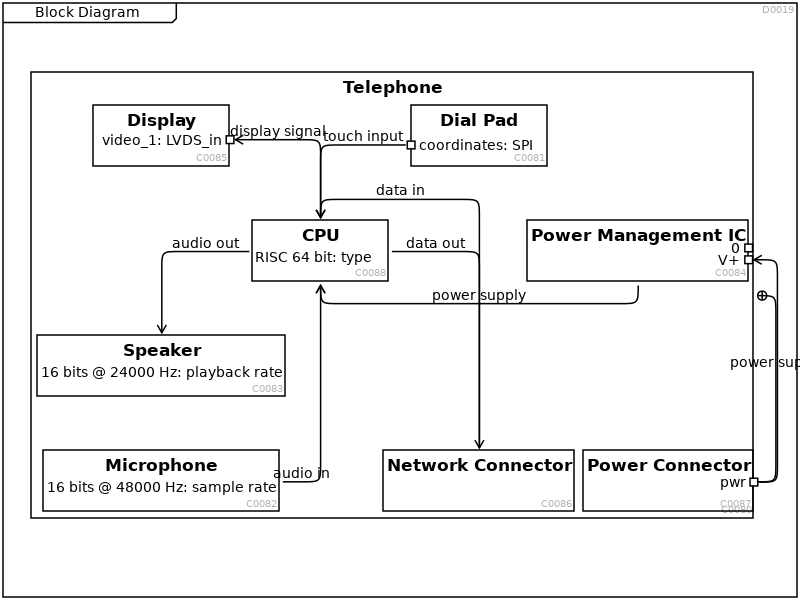 Block Diagram
D0019
Telephone
Display
video_1: LVDS_in
C0085
display signal
touch input
Dial Pad
coordinates: SPI
C0081
data in
CPU
RISC 64 bit: type
C0088
audio out
data out
Power Management IC
0
V+
C0084
power supply
Speaker
16 bits @ 24000 Hz: playback rate
C0083
power sup
Microphone
16 bits @ 48000 Hz: sample rate
C0082
audio in
Network Connector
C0086
Power Connector
pwr
C0087